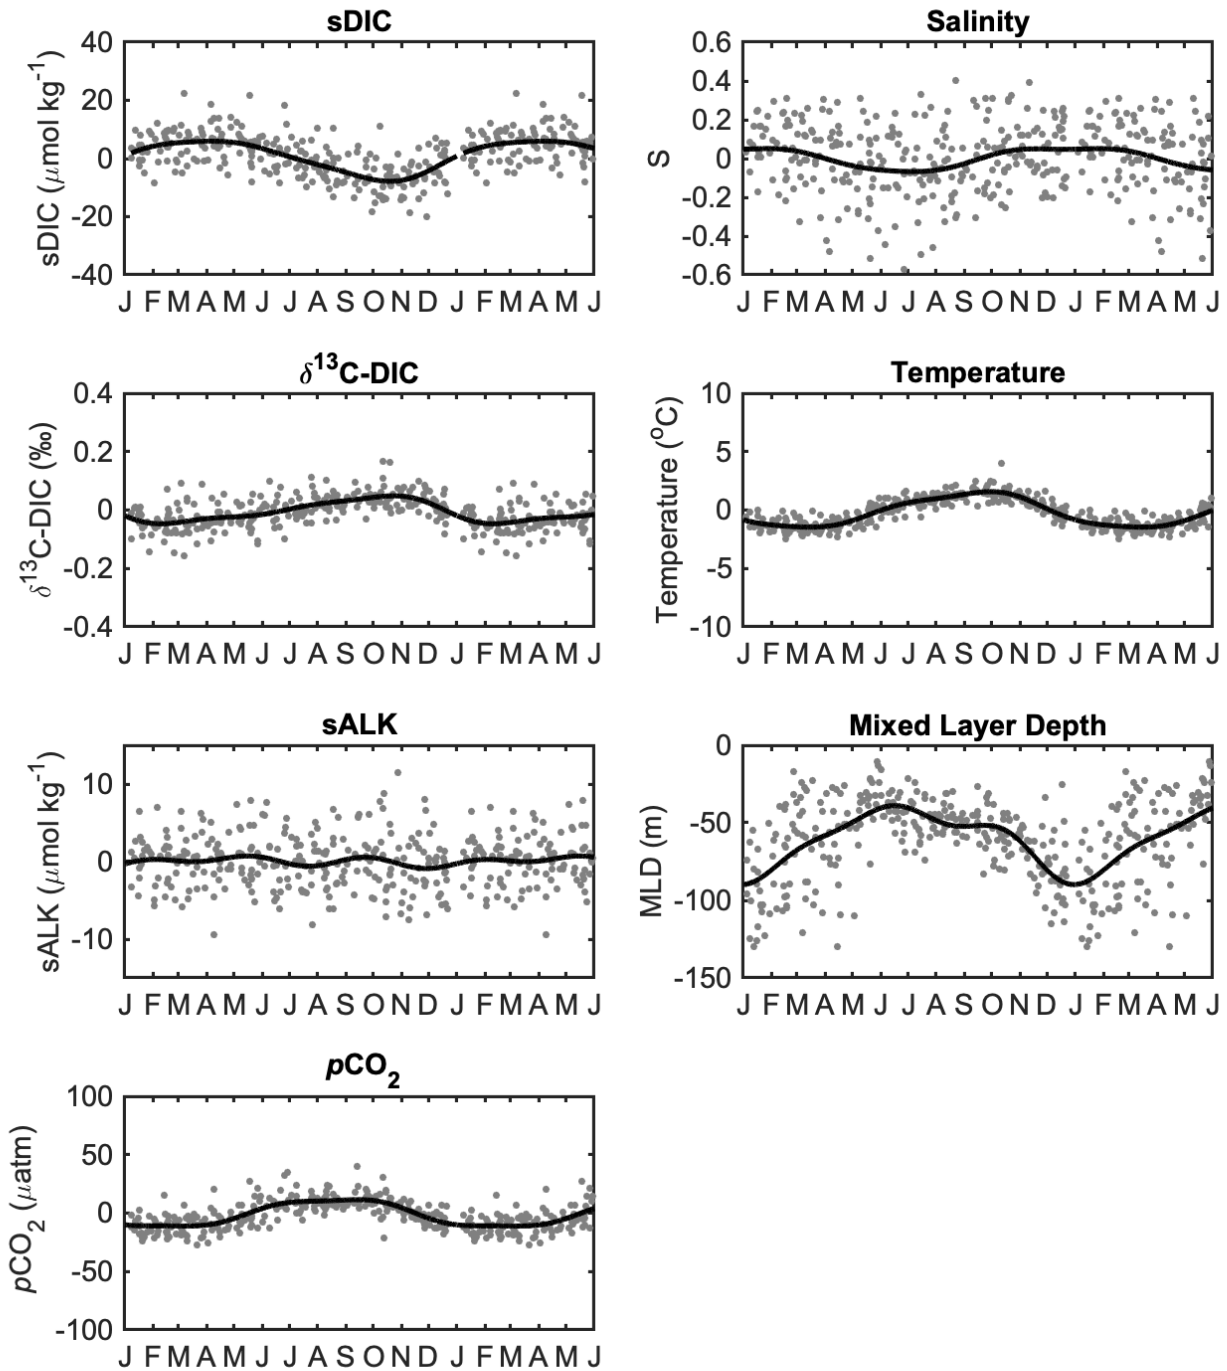 sDIC
40
20
0
-20
-40
sDIC (μmol kg⁻¹)
J F M A M J J A S O N D J F M A M J
Salinity
0.6
0.4
0.2
0
-0.2
-0.4
-0.6
S
J F M A M J J A S O N D J F M A M J
δ¹³C-DIC
0.4
0.2
0
-0.2
-0.4
δ¹³C-DIC (‰)
J F M A M J J A S O N D J F M A M J
Temperature
10
5
0
-5
-10
Temperature (°C)
J F M A M J J A S O N D J F M A M J
sALK
10
0
-10
sALK (μmol kg⁻¹)
J F M A M J J A S O N D J F M A M J
Mixed Layer Depth
0
-50
-100
-150
MLD (m)
J F M A M J J A S O N D J F M A M J
pCO₂
100
50
0
-50
-100
pCO₂ (μatm)
J F M A M J J A S O N D J F M A M J